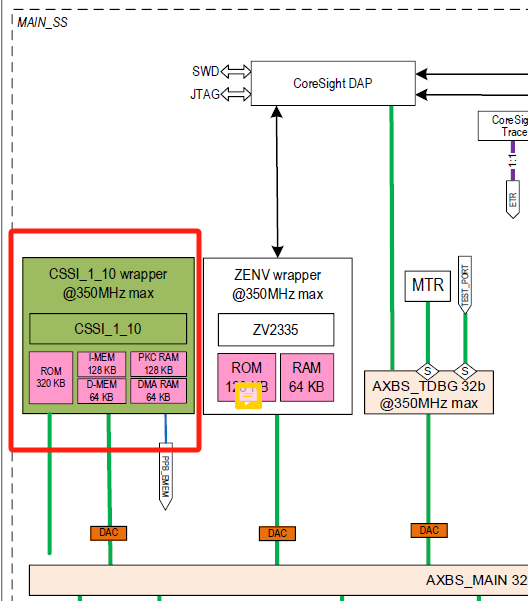 MAIN_SS
SWD
JTAG
CoreSight DAP
Trace
1:1
ETR
CSSI_1_10 wrapper
@350MHz max
CSSI_1_10
ROM
320 KB
I-MEM
128 KB
PKC RAM
128 KB
D-MEM
64 KB
DMA RAM
64 KB
ZENV wrapper
@350MHz max
ZV2335
ROM
RAM
64 KB
MTR
TEST_PORT
S
S
AXBS_TDBG 32b
@350MHz max
PPB_EMEM
DAC
DAC
DAC
AXBS_MAIN 32